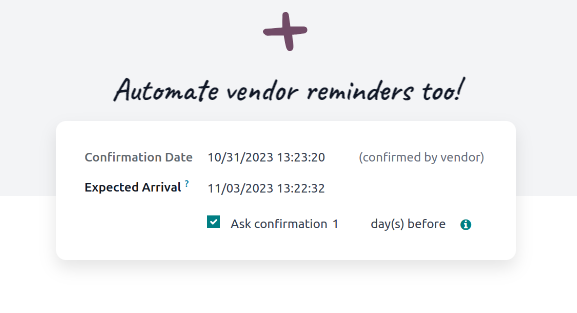 Automate vendor reminders too!
Confirmation Date 10/31/2023 13:23:20 (confirmed by vendor)
Expected Arrival ? 11/03/2023 13:22:32
Ask confirmation 1 day(s) before